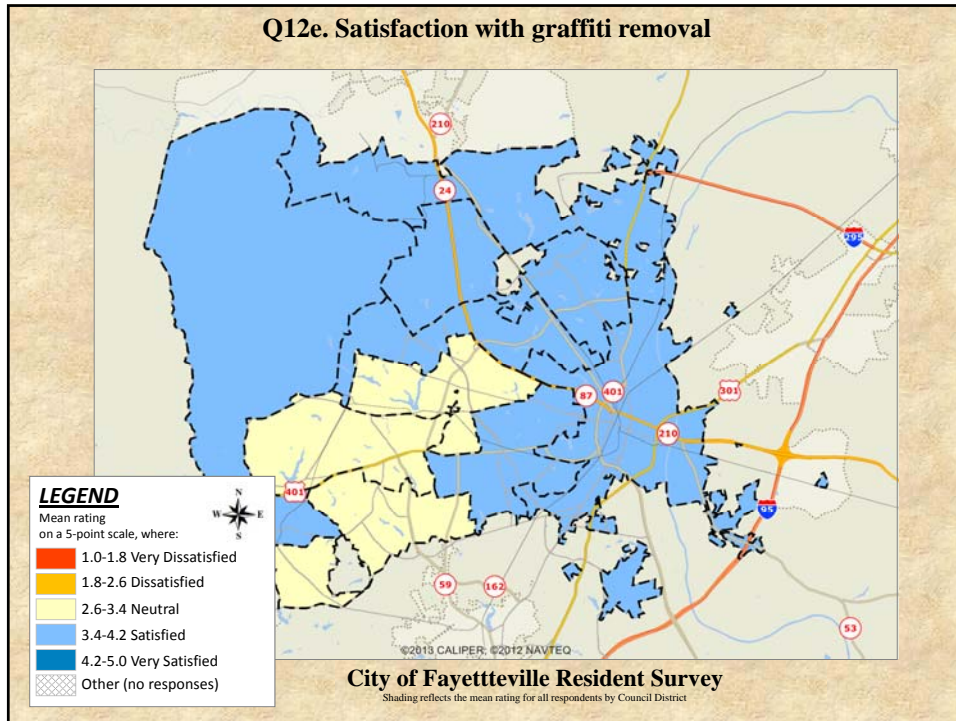 Q12e. Satisfaction with graffiti removal
210
24
295
87
401
301
210
401
95
59
162
53
LEGEND
Mean rating
on a 5-point scale, where:
N
W E
S
1.0-1.8 Very Dissatisfied
1.8-2.6 Dissatisfied
2.6-3.4 Neutral
3.4-4.2 Satisfied
4.2-5.0 Very Satisfied
Other (no responses)
©2013 CALIPER; ©2012 NAVTEQ
City of Fayettteville Resident Survey
Shading reflects the mean rating for all respondents by Council District